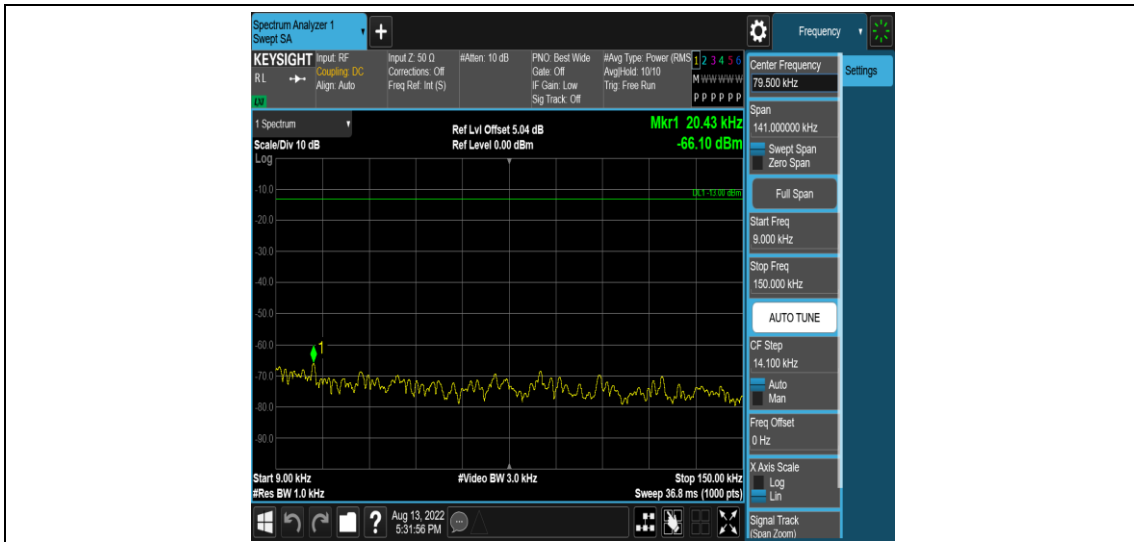 Spectrum Analyzer 1
Swept SA
Frequency
KEYSIGHT
RL
LXI
Input: RF
Coupling: DC
Align: Auto
Input Z: 50 Ω
Corrections: Off
Freq Ref: Int (S)
#Atten: 10 dB
PNO: Best Wide
Gate: Off
IF Gain: Low
Sig Track: Off
#Avg Type: Power (RMS
Avg|Hold: 10/10
Trig: Free Run
1 2 3 4 5 6
M W W W W W
P P P P P P
1 Spectrum
Scale/Div 10 dB
Log
Ref Lvl Offset 5.04 dB
Ref Level 0.00 dBm
Mkr1 20.43 kHz
-66.10 dBm
DL1 -13.00 dBm
-10.0
-20.0
-30.0
-40.0
-50.0
-60.0
-70.0
-80.0
-90.0
1
Start 9.00 kHz
#Res BW 1.0 kHz
#Video BW 3.0 kHz
Stop 150.00 kHz
Sweep 36.8 ms (1000 pts)
Center Frequency
79.500 kHz
Settings
Span
141.000000 kHz
Swept Span
Zero Span
Full Span
Start Freq
9.000 kHz
Stop Freq
150.000 kHz
AUTO TUNE
CF Step
14.100 kHz
Auto
Man
Freq Offset
0 Hz
X Axis Scale
Log
Lin
Signal Track
(Span Zoom)
?
Aug 13, 2022
5:31:56 PM